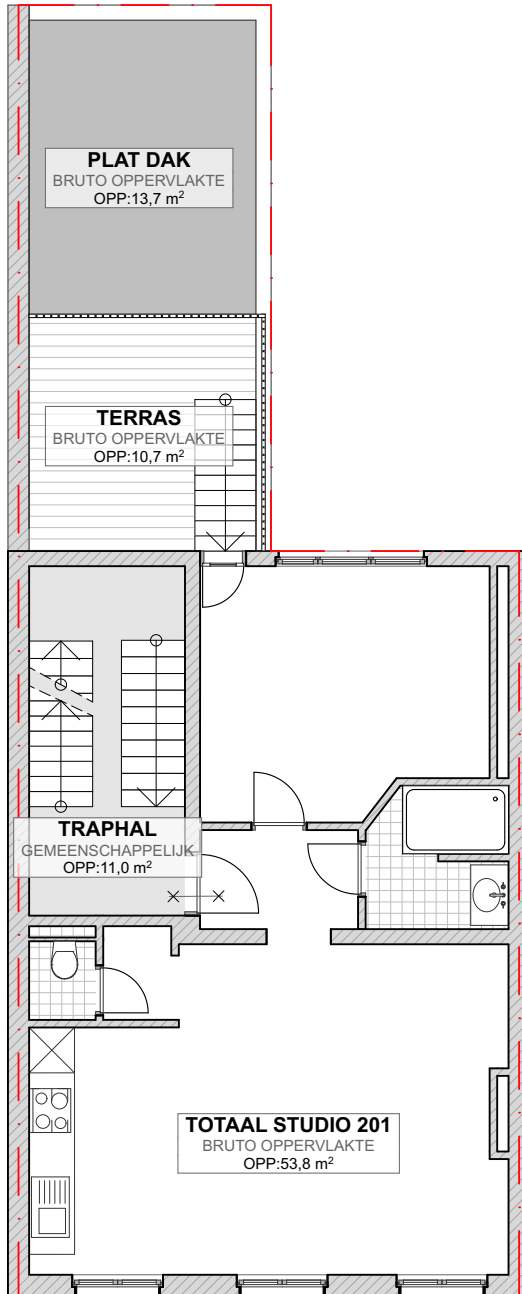 PLAT DAK
BRUTO OPPERVLAKTE
OPP:13,7 m²
TERRAS
BRUTO OPPERVLAKTE
OPP:10,7 m²
TRAPHAL
GEMEENSCHAPPELIJK
OPP:11,0 m²
TOTAAL STUDIO 201
BRUTO OPPERVLAKTE
OPP:53,8 m²